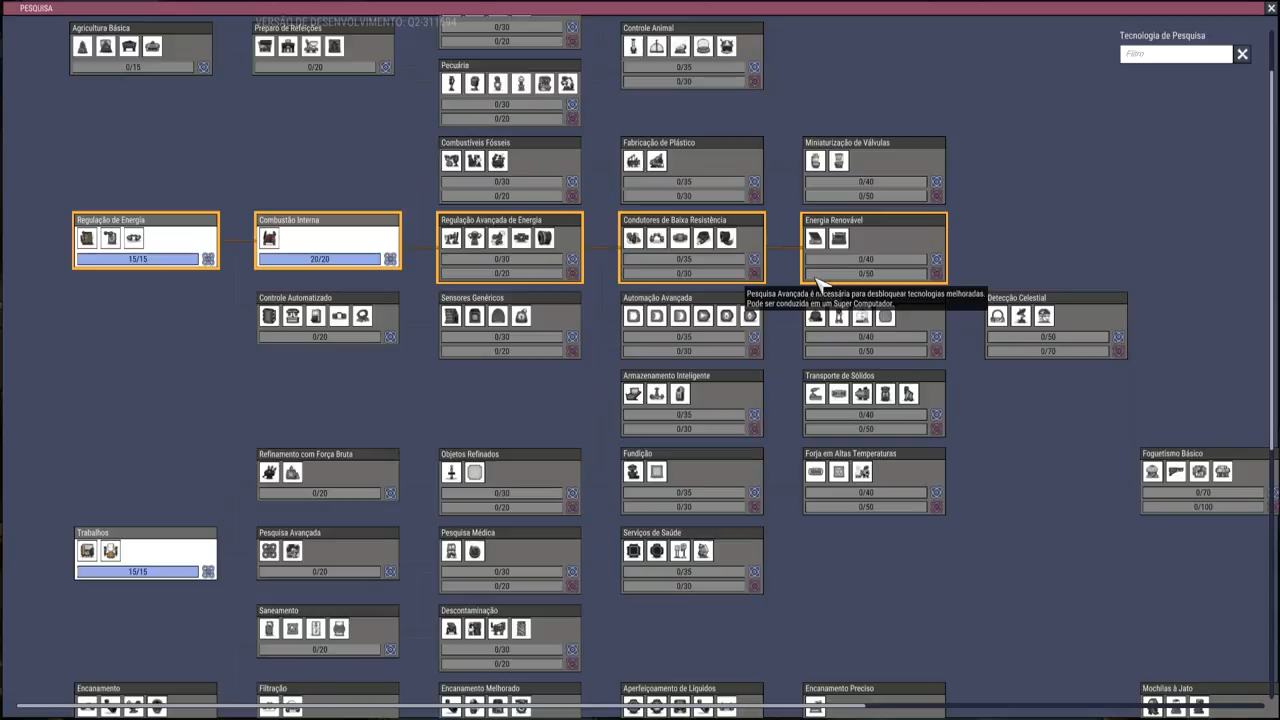 PESQUISA
VERSÃO DE DESENVOLVIMENTO: Q2-311594
Agricultura Básica
0/15
Preparo de Refeições
0/20
0/30
0/20
Controle Animal
0/35
0/30
Tecnologia de Pesquisa
Filtro
Pecuária
0/30
0/20
Combustíveis Fósseis
0/30
0/20
Fabricação de Plástico
0/35
0/30
Miniaturização de Válvulas
0/40
0/50
Regulação de Energia
15/15
Combustão Interna
20/20
Regulação Avançada de Energia
0/30
0/20
Condutores de Baixa Resistência
0/35
0/30
Energia Renovável
0/40
0/50
Pesquisa Avançada é necessária para desbloquear tecnologias melhoradas.
Pode ser conduzida em um Super Computador.
Controle Automatizado
0/20
Sensores Genéricos
0/30
0/20
Automação Avançada
0/35
0/30
0/40
0/50
Detecção Celestial
0/50
0/70
Armazenamento Inteligente
0/35
0/30
Transporte de Sólidos
0/40
0/50
Refinamento com Força Bruta
0/20
Objetos Refinados
0/30
0/20
Fundição
0/35
0/30
Forja em Altas Temperaturas
0/40
0/50
Foguetismo Básico
0/70
0/100
Trabalhos
15/15
Pesquisa Avançada
0/20
Pesquisa Médica
0/30
0/20
Serviços de Saúde
0/35
0/30
Saneamento
0/20
Descontaminação
0/30
0/20
Encanamento
Filtração
Encanamento Melhorado
Aperfeiçoamento de Líquidos
Encanamento Preciso
Mochilas à Jato